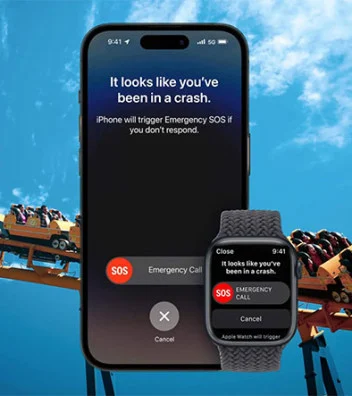 9:41
5G
It looks like you've
been in a crash.
iPhone will trigger Emergency SOS if
you don't respond.
SOS
Emergency Call
Cancel
Close
9:41
It looks like you've
been in a crash.
SOS
EMERGENCY
CALL
Cancel
Apple Watch will trigger